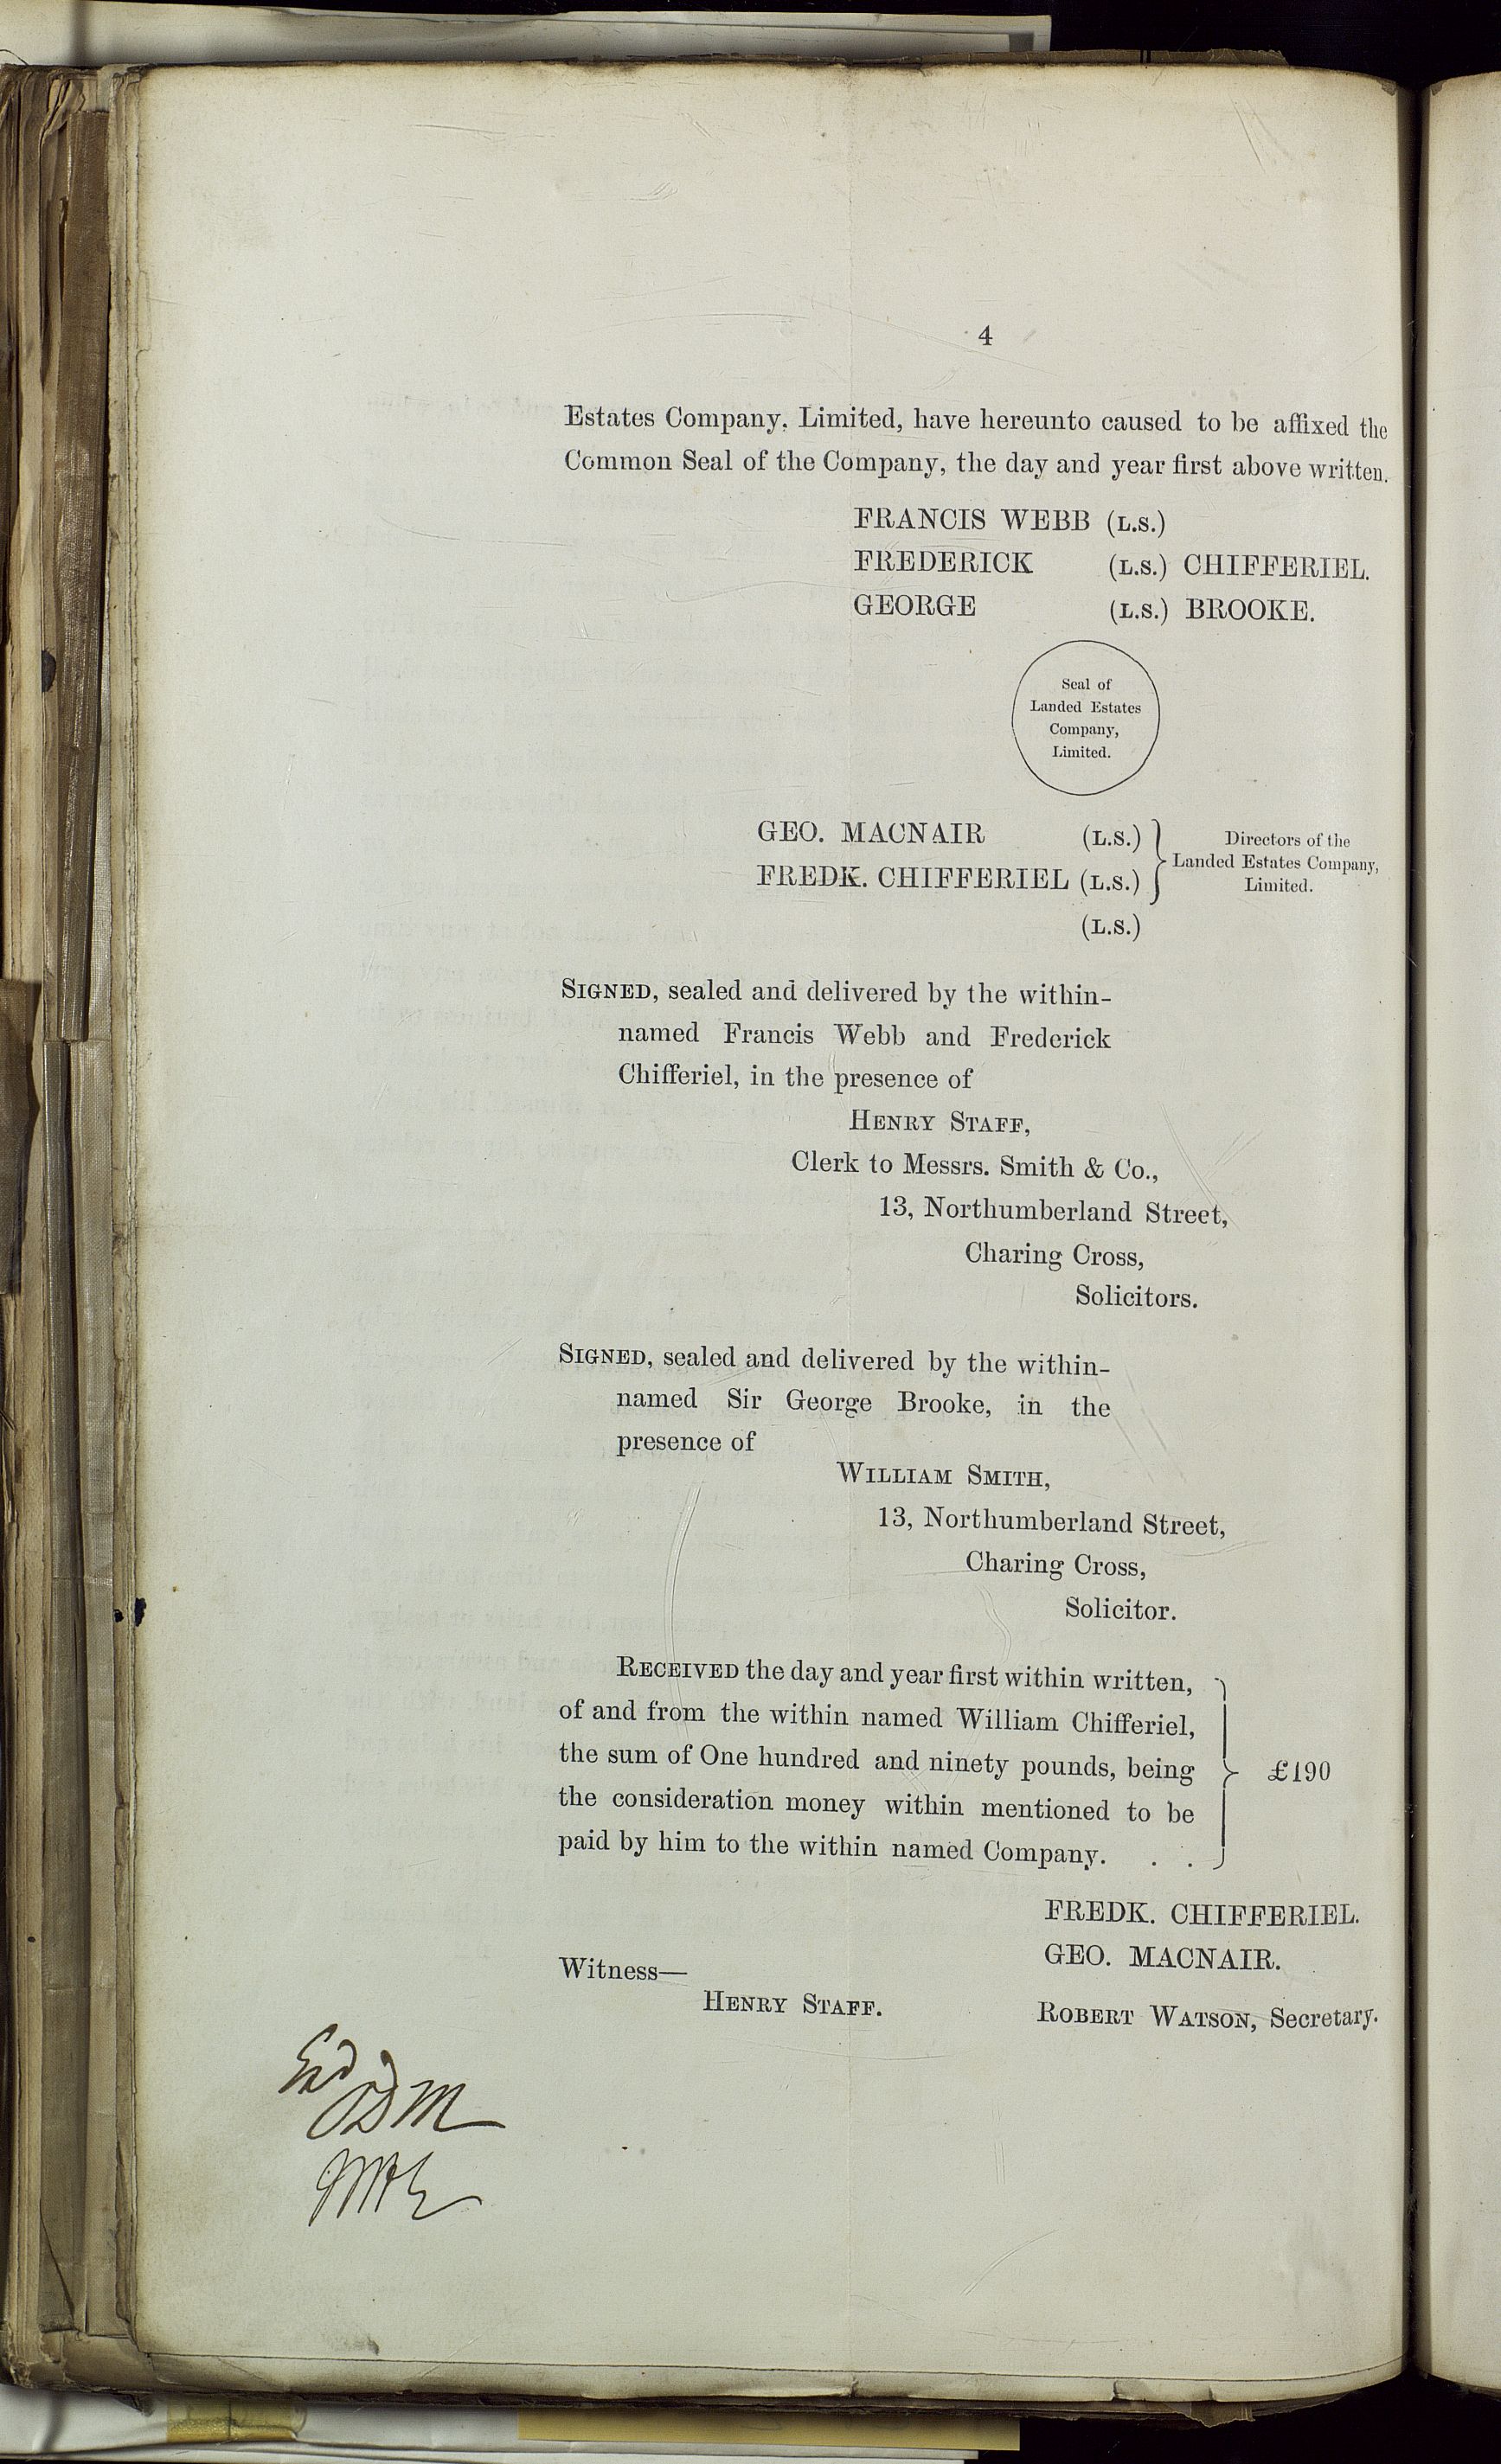 4
Estates Company, Limited, have hereunto caused to be affixed the
Common Seal of the Company, the day and year first above written.
FRANCIS WEBB (L.S.)
FREDERICK (L.S.) CHIFFERIEL.
GEORGE (L.S.) BROOKE.
Seal of
Landed Estates
Company,
Limited.
GEO. MACNAIR (L.S.)
FREDK. CHIFFERIEL (L.S.)
(L.S.)
Directors of the
Landed Estates Company,
Limited.
SIGNED, sealed and delivered by the within-
named Francis Webb and Frederick
Chifferiel, in the presence of
HENRY STAFF,
Clerk to Messrs. Smith & Co.,
13, Northumberland Street,
Charing Cross,
Solicitors.
SIGNED, sealed and delivered by the within-
named Sir George Brooke, in the
presence of
WILLIAM SMITH,
13, Northumberland Street,
Charing Cross,
Solicitor.
RECEIVED the day and year first within written,
of and from the within named William Chifferiel,
the sum of One hundred and ninety pounds, being
the consideration money within mentioned to be
paid by him to the within named Company. . .
£190
FREDK. CHIFFERIEL.
GEO. MACNAIR.
Witness—
HENRY STAFF.
ROBERT WATSON, Secretary.